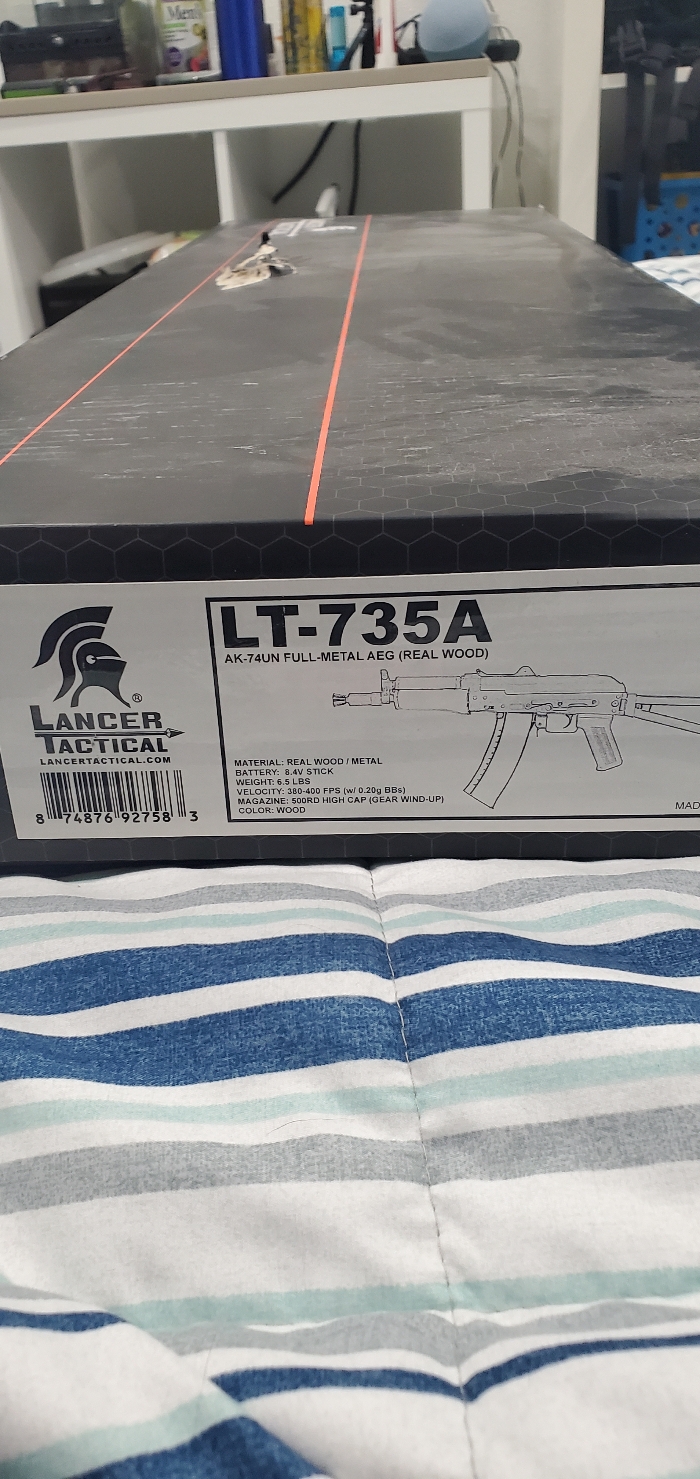 Men's
LT-735A
AK-74UN FULL-METAL AEG (REAL WOOD)
LANCER
TACTICAL
®
LANCERTACTICAL.COM
8 74876 92758 3
MATERIAL: REAL WOOD / METAL
BATTERY: 8.4V STICK
WEIGHT: 6.5 LBS
VELOCITY: 380-400 FPS (w/ 0.20g BBs)
MAGAZINE: 500RD HIGH CAP (GEAR WIND-UP)
COLOR: WOOD
MAD